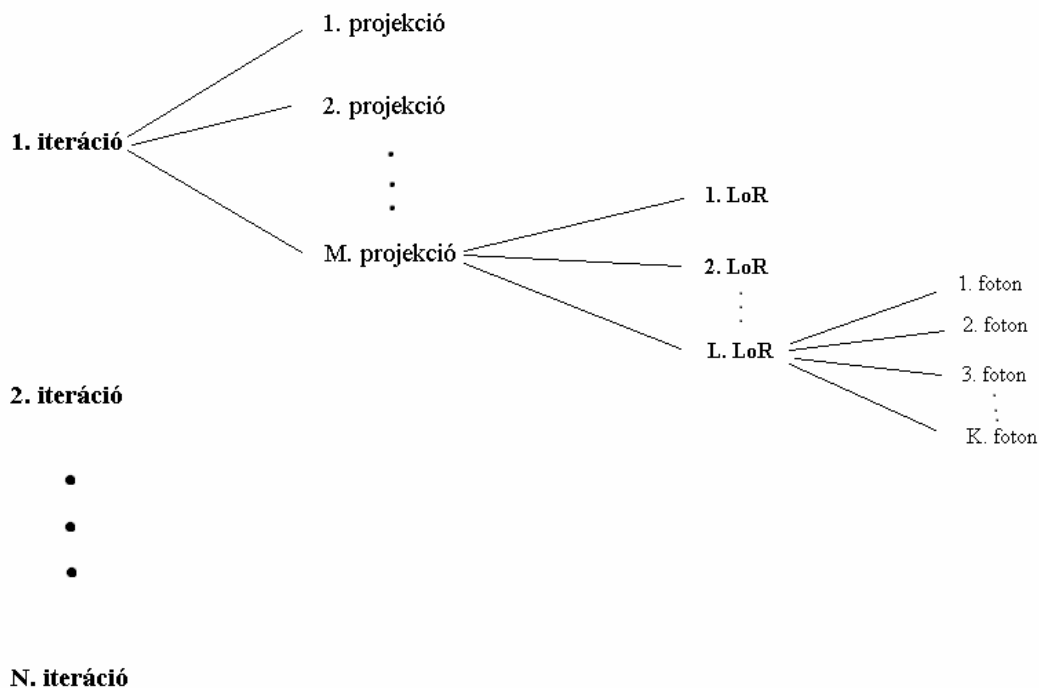 1. projekció
2. projekció
1. iteráció
1. LoR
M. projekció
2. LoR
1. foton
2. foton
L. LoR
3. foton
2. iteráció
K. foton
N. iteráció